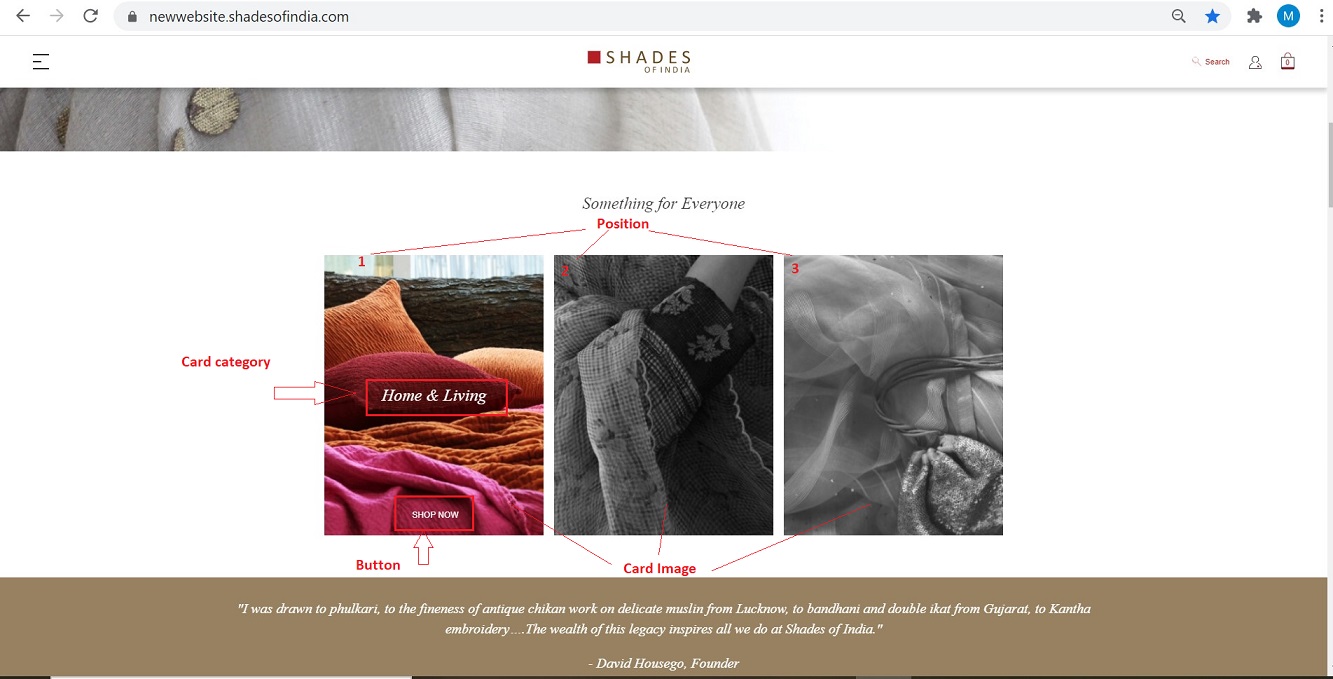 newwebsite.shadesofindia.com
M
SHADES
OF INDIA
Search
0
Something for Everyone
Position
1
2
3
Card category
Home & Living
SHOP NOW
Button
Card Image
"I was drawn to phulkari, to the fineness of antique chikan work on delicate muslin from Lucknow, to bandhani and double ikat from Gujarat, to Kantha
embroidery....The wealth of this legacy inspires all we do at Shades of India."
- David Housego, Founder